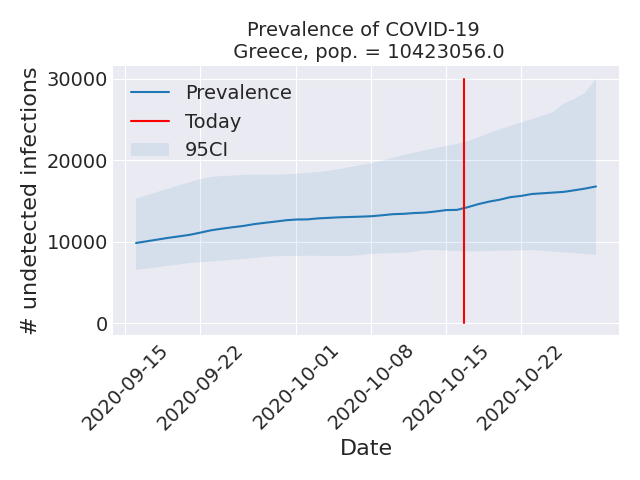 Prevalence of COVID-19
Greece, pop. = 10423056.0
30000
20000
10000
0
# undetected infections
Prevalence
Today
95CI
2020-09-15
2020-09-22
2020-10-01
2020-10-08
2020-10-15
2020-10-22
Date